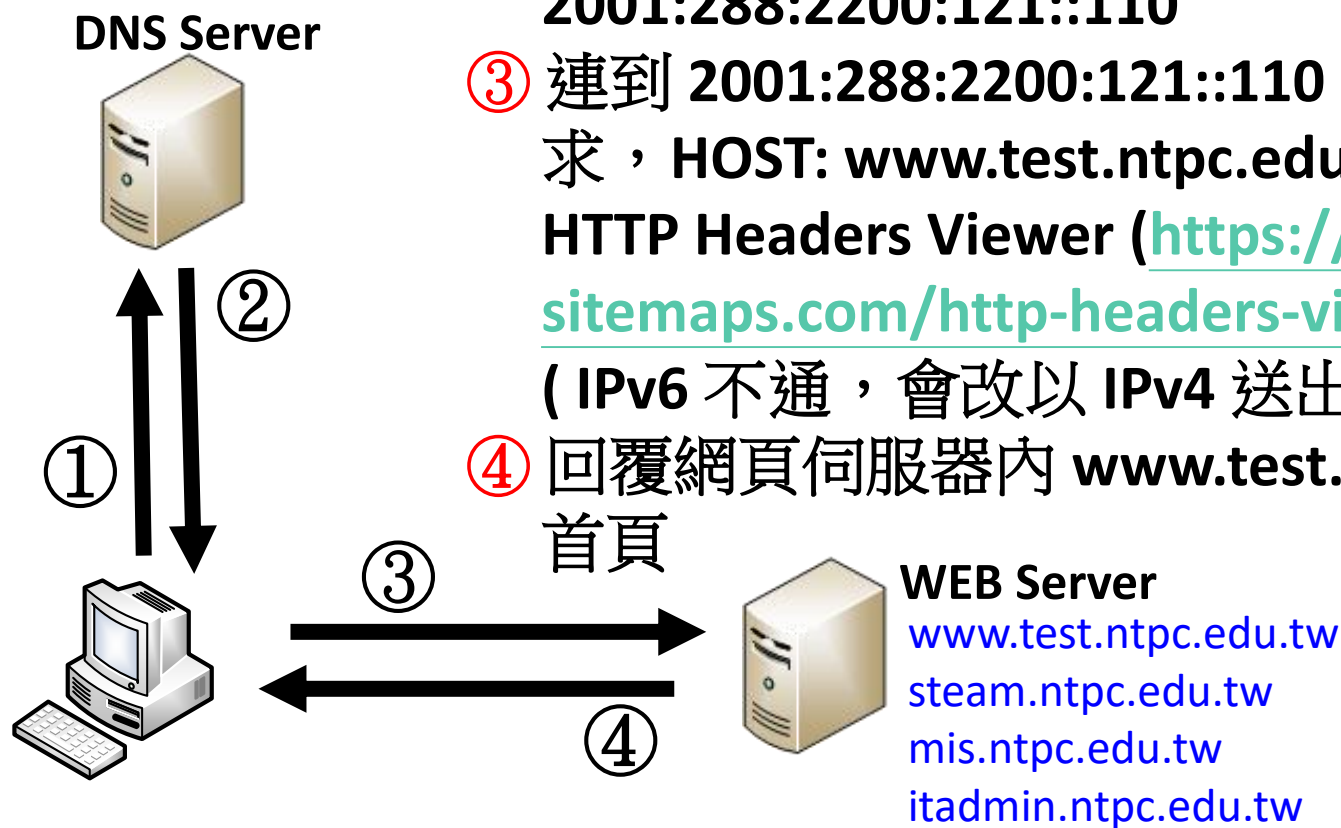 DNS Server
2001:288:2200:121::110
③ 連到 2001:288:2200:121::110
求，HOST: www.test.ntpc.edu
HTTP Headers Viewer (https:/
sitemaps.com/http-headers-vi
( IPv6 不通，會改以 IPv4 送出
④ 回覆網頁伺服器內 www.test.
首頁
①
②
③
④
WEB Server
www.test.ntpc.edu.tw
steam.ntpc.edu.tw
mis.ntpc.edu.tw
itadmin.ntpc.edu.tw